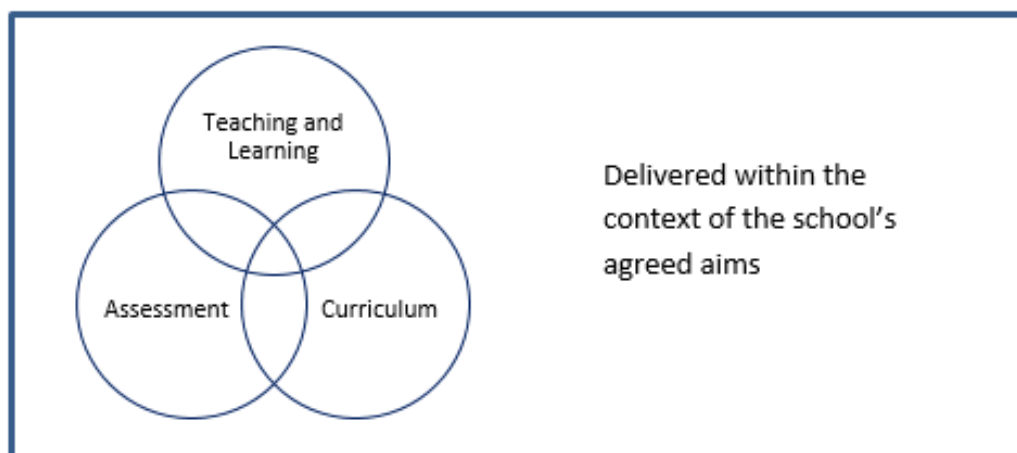 Teaching and
Learning
Assessment
Curriculum
Delivered within the
context of the school’s
agreed aims